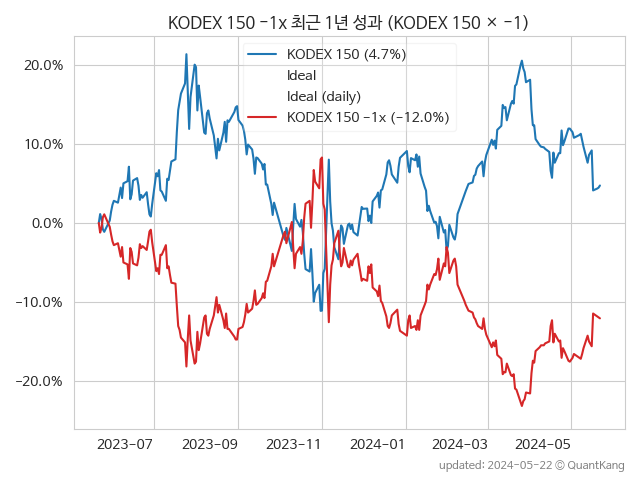 KODEX 150 -1x 최근 1년 성과 (KODEX 150 × -1)
KODEX 150 (4.7%)
Ideal
Ideal (daily)
KODEX 150 -1x (-12.0%)
20.0%
10.0%
0.0%
-10.0%
-20.0%
2023-07 2023-09 2023-11 2024-01 2024-03 2024-05
updated: 2024-05-22 © QuantKang